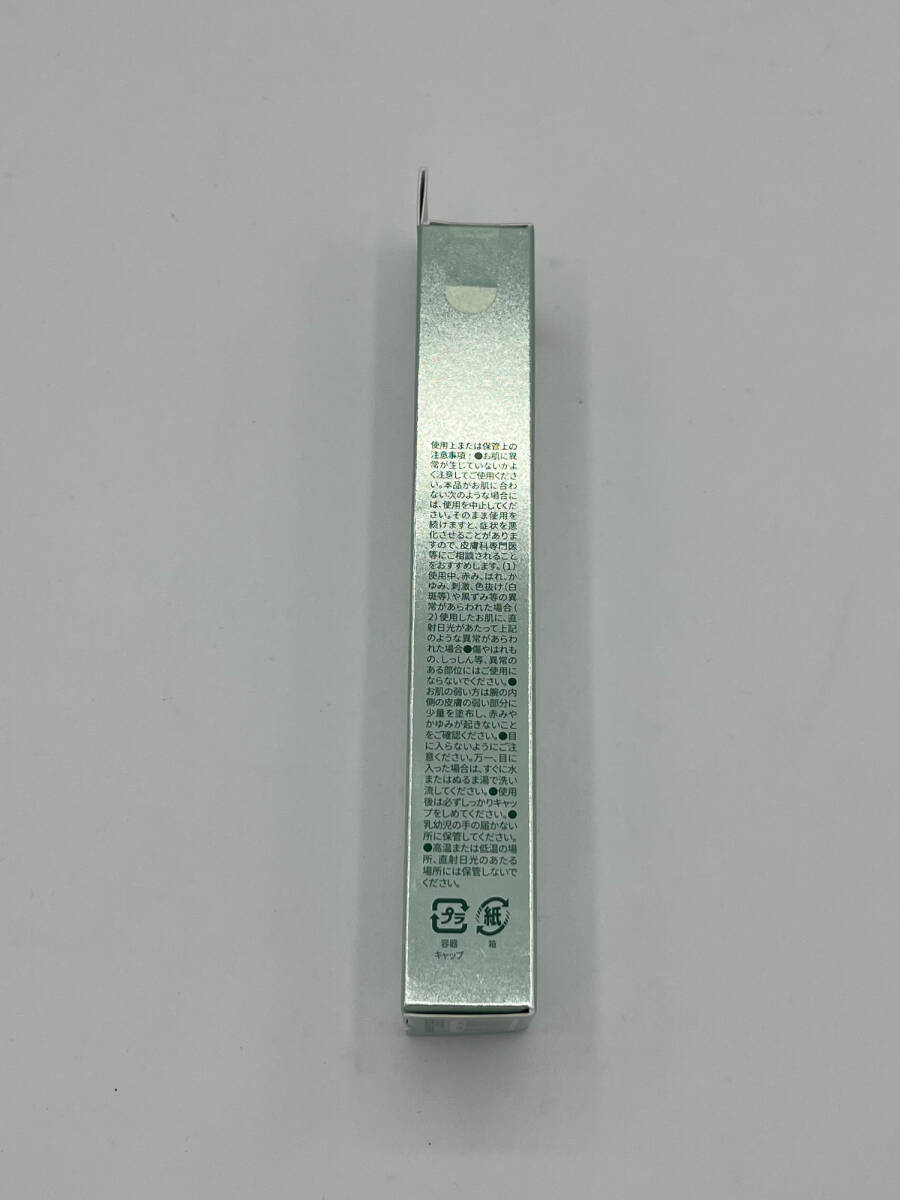 使用上または保管上の
注意事項：●お肌に異
常が生じていないかよ
く注意してご使用くださ
い。本品がお肌に合わ
ない次のような場合に
は、使用を中止してくだ
さい。そのまま使用を
続けますと、症状を悪
化させることがありま
すので、皮膚科専門医
等にご相談されること
をおすすめします。（1）
使用中、赤み、はれ、か
ゆみ、刺激、色抜け（白
斑等）や黒ずみ等の異
常があらわれた場合（
2）使用したお肌に、直
射日光があたって上記
のような異常があらわ
れた場合●傷やはれも
の、しっしん等、異常の
ある部位にはご使用に
ならないでください。●
お肌の弱い方は腕の内
側の皮膚の弱い部分に
少量を塗布し、赤みや
かゆみが起きないこと
をご確認ください。●目
に入らないようにご注
意ください。万一、目に
入った場合は、すぐに水
またはぬるま湯で洗い
流してください。●使用
後は必ずしっかりキャッ
プをしめてください。●
乳幼児の手の届かない
所に保管してください。
●高温または低温の場
所、直射日光のあたる
場所には保管しないで
ください。
プラ 紙
容器 箱
キャップ